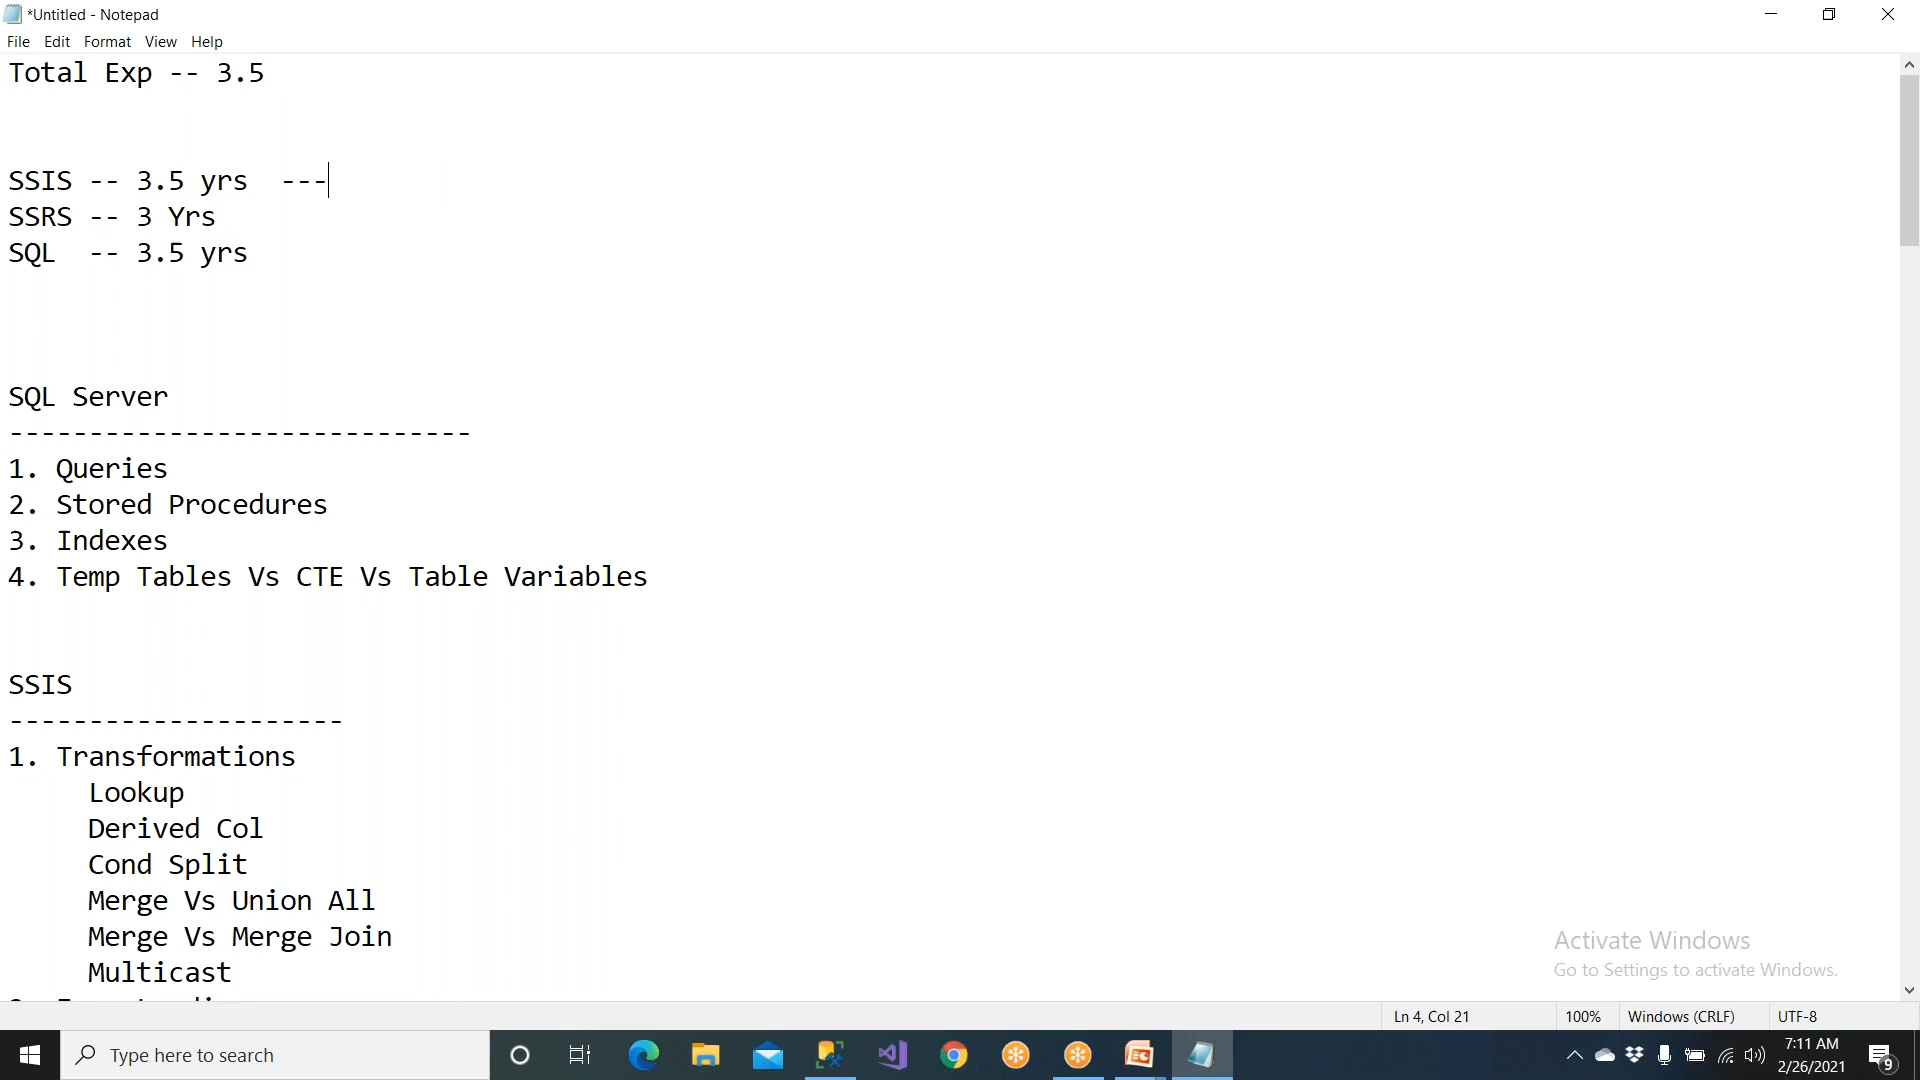 *Untitled - Notepad
File Edit Format View Help
Total Exp -- 3.5
SSIS -- 3.5 yrs  ---
SSRS -- 3 Yrs
SQL  -- 3.5 yrs
SQL Server
-----------------------------
1. Queries
2. Stored Procedures
3. Indexes
4. Temp Tables Vs CTE Vs Table Variables
SSIS
---------------------
1. Transformations
Lookup
Derived Col
Cond Split
Merge Vs Union All
Merge Vs Merge Join
Multicast
Activate Windows
Go to Settings to activate Windows.
Ln 4, Col 21 100% Windows (CRLF) UTF-8
Type here to search
7:11 AM
2/26/2021
9